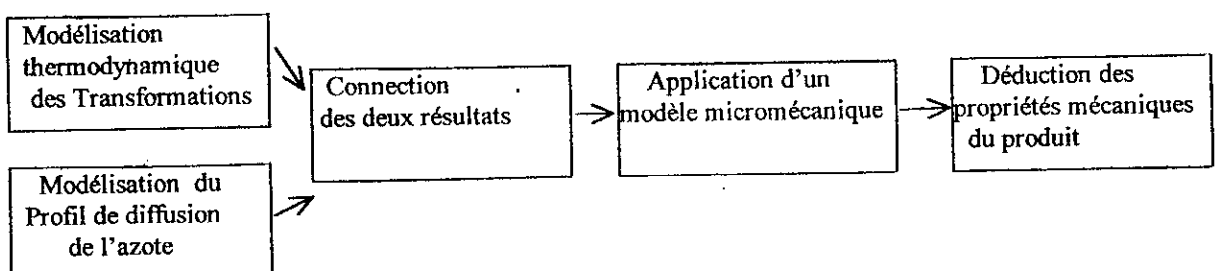 Modélisation
thermodynamique
des Transformations
Modélisation du
Profil de diffusion
de l'azote
Connection
des deux résultats
Application d'un
modèle micromécanique
Déduction des
propriétés mécaniques
du produit